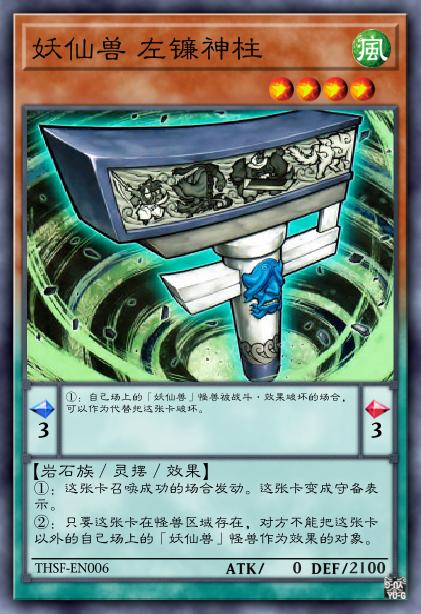 妖仙兽 左镰神柱
風
①：自己场上的「妖仙兽」怪兽被战斗·效果破坏的场合，
可以作为代替把这张卡破坏。
3
3
【岩石族／灵摆／效果】
①：这张卡召唤成功的场合发动。这张卡变成守备表
示。
②：只要这张卡在怪兽区域存在，对方不能把这张卡
以外的自己场上的「妖仙兽」怪兽作为效果的对象。
THSF-EN006
ATK/ 0 DEF/2100